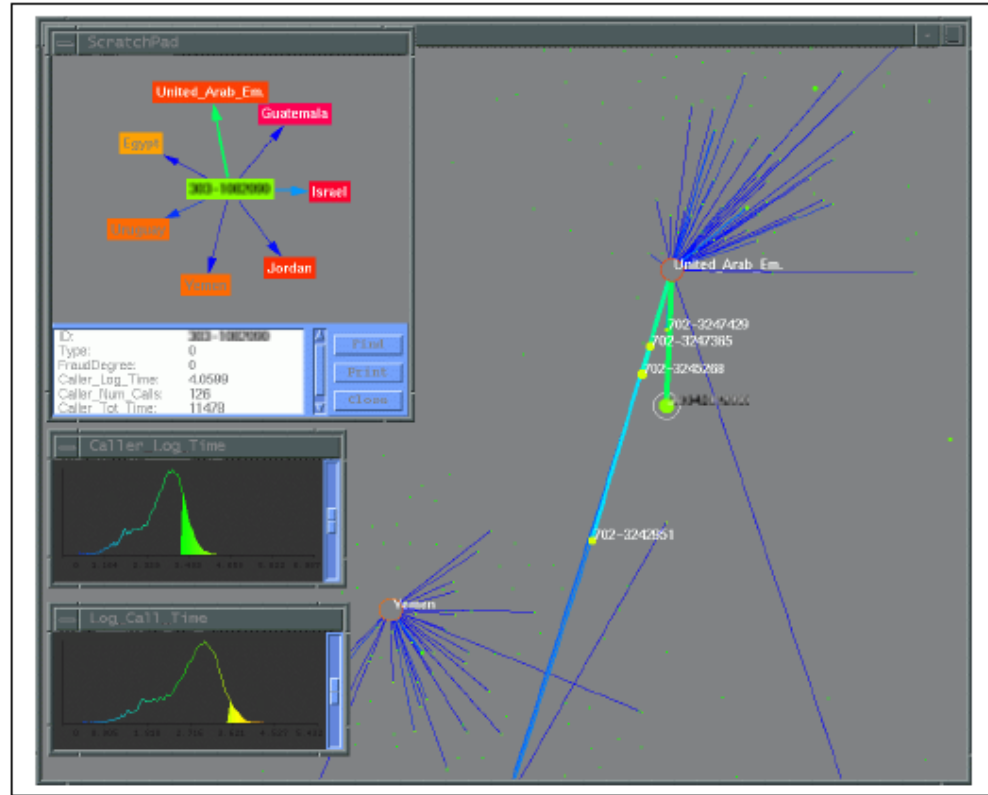 ScratchPad
United_Arab_Em.
Guatemala
Egypt
Israel
Uruguay
Jordan
Yemen
ID:
Type: 0
FraudDegree: 0
Caller_Log_Time: 4.0599
Caller_Num_Calls: 126
Caller_Tot_Time: 11479
Find
Print
Close
United_Arab_Em.
702-3247429
702-3247365
702-3245268
702-3242951
Yemen
Caller_Log_Time
Log_Call_Time